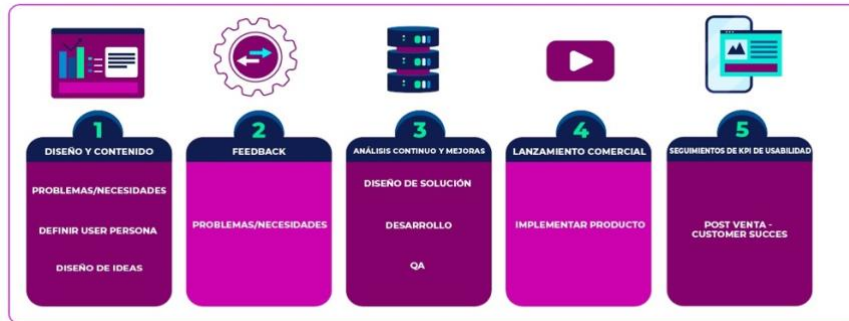 1
DISEÑO Y CONTENIDO
PROBLEMAS/NECESIDADES
DEFINIR USER PERSONA
DISEÑO DE IDEAS
2
FEEDBACK
PROBLEMAS/NECESIDADES
3
ANÁLISIS CONTINUO Y MEJORAS
DISEÑO DE SOLUCIÓN
DESARROLLO
QA
4
LANZAMIENTO COMERCIAL
IMPLEMENTAR PRODUCTO
5
SEGUIMIENTOS DE KPI DE USABILIDAD
POST VENTA -
CUSTOMER SUCCES